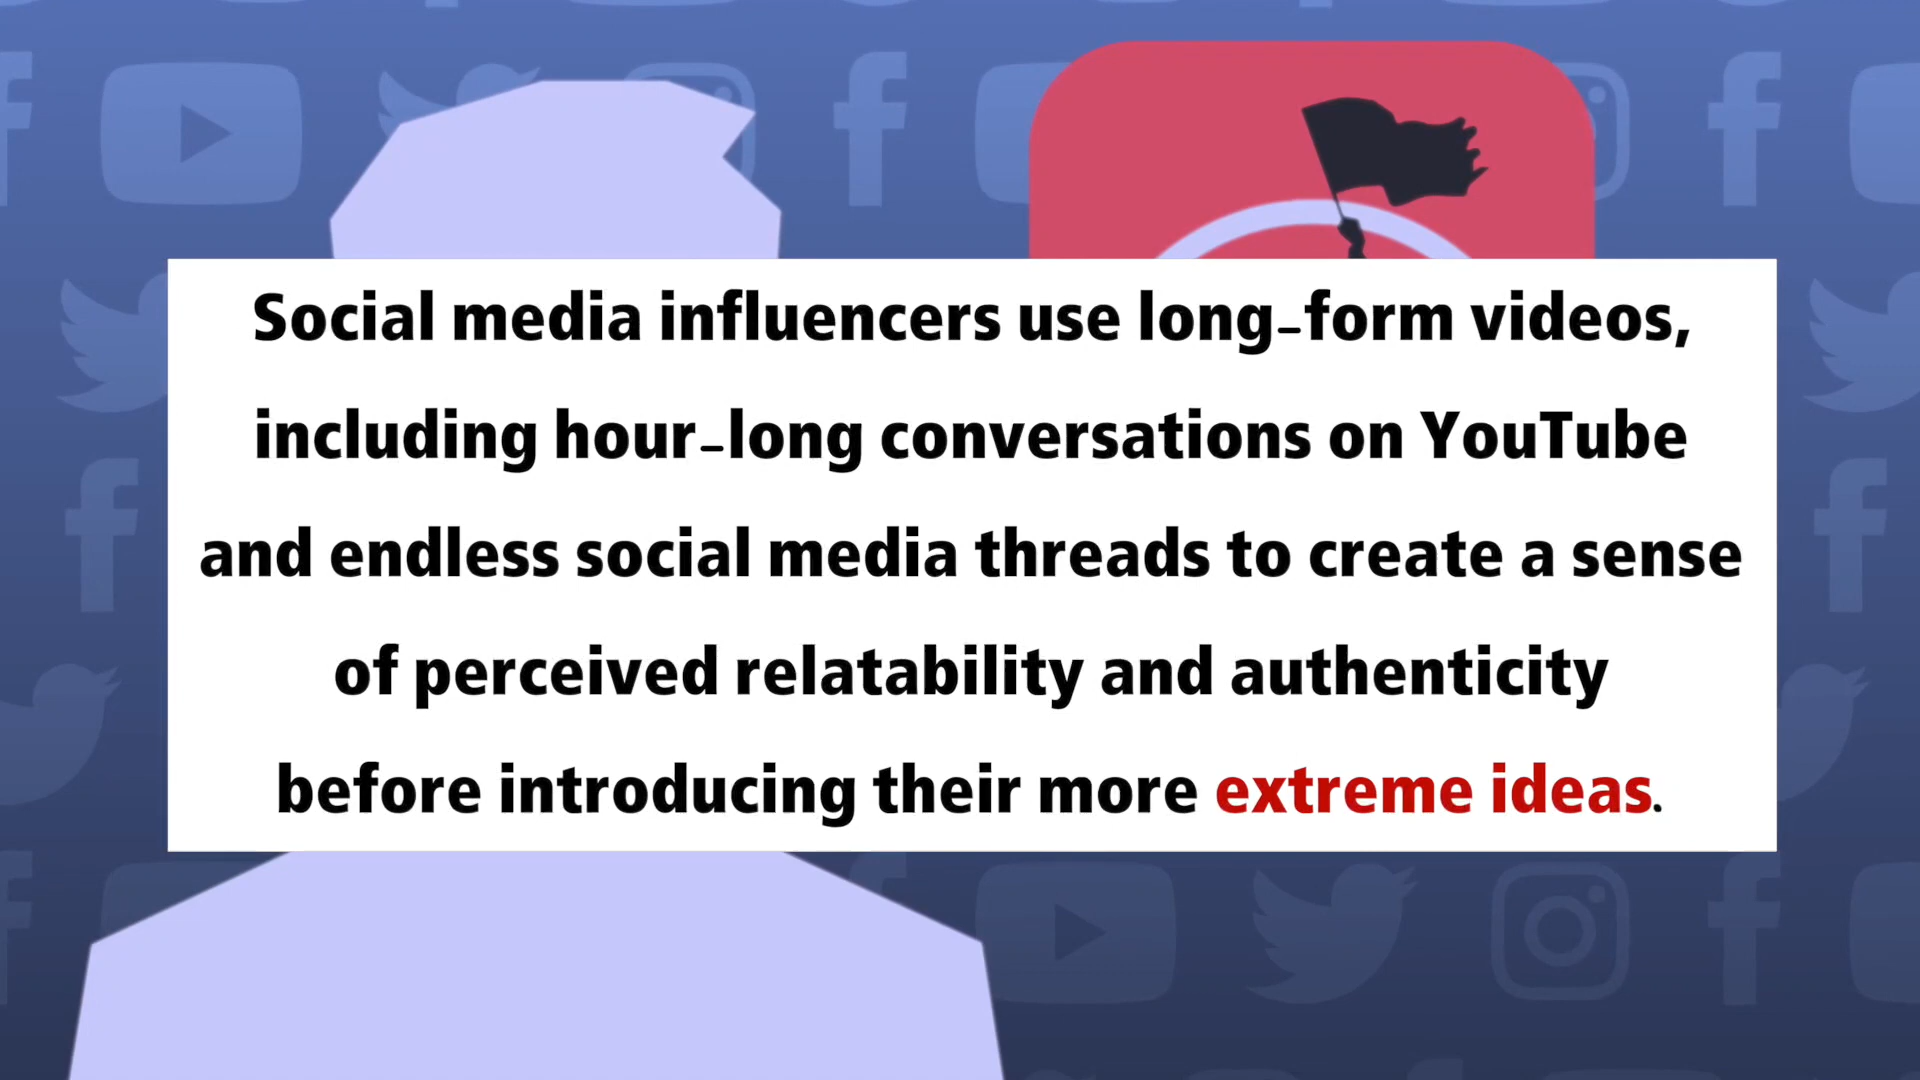 Social media influencers use long-form videos,
including hour-long conversations on YouTube
and endless social media threads to create a sense
of perceived relatability and authenticity
before introducing their more extreme ideas.